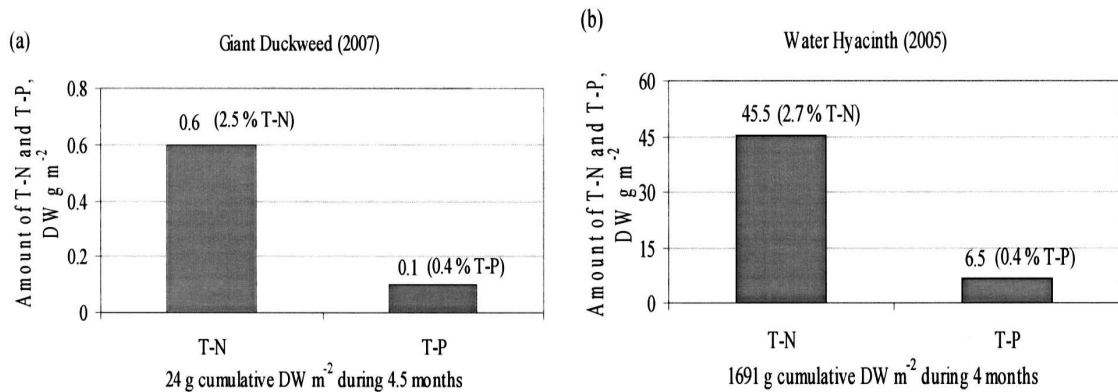 (a)
Giant Duckweed (2007)
Amount of T-N and T-P,
DW g m⁻²
0.8
0.6
0.4
0.2
0
0.6 (2.5 % T-N)
0.1 (0.4 % T-P)
T-N
T-P
24 g cumulative DW m⁻² during 4.5 months
(b)
Water Hyacinth (2005)
Amount of T-N and T-P,
DW g m⁻²
60
45
30
15
0
45.5 (2.7 % T-N)
6.5 (0.4 % T-P)
T-N
T-P
1691 g cumulative DW m⁻² during 4 months